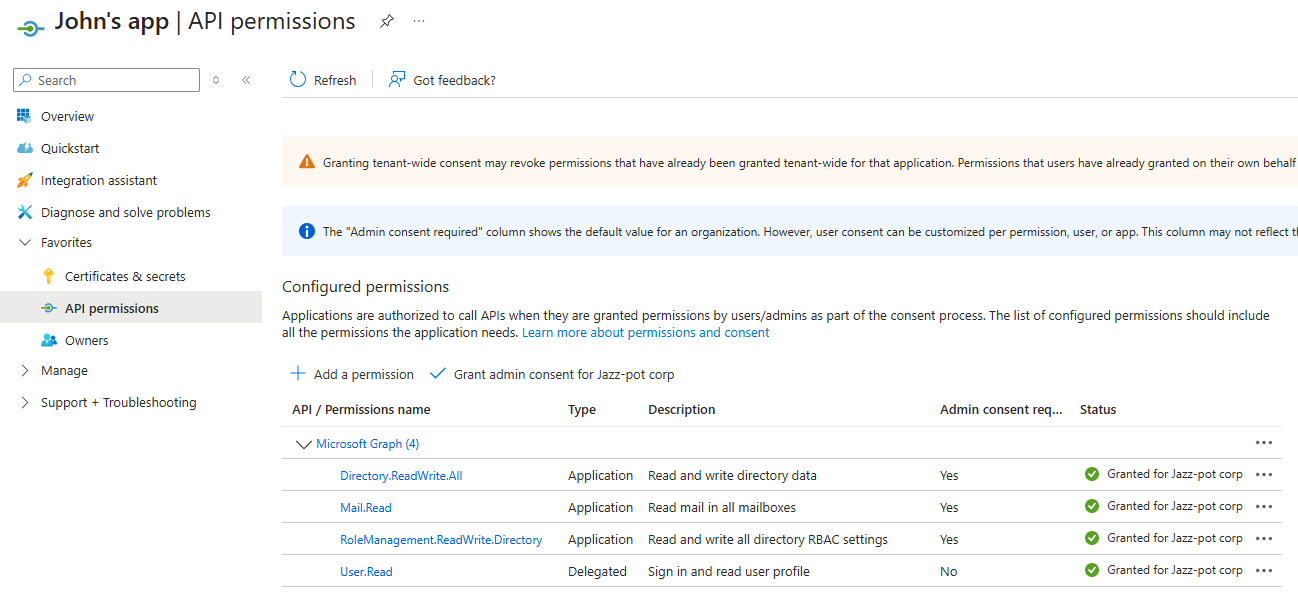 John's app | API permissions
Search
Refresh
Got feedback?
Overview
Quickstart
Integration assistant
Diagnose and solve problems
Favorites
Certificates & secrets
API permissions
Owners
Manage
Support + Troubleshooting
Granting tenant-wide consent may revoke permissions that have already been granted tenant-wide for that application. Permissions that users have already granted on their own behalf
The "Admin consent required" column shows the default value for an organization. However, user consent can be customized per permission, user, or app. This column may not reflect
Configured permissions
Applications are authorized to call APIs when they are granted permissions by users/admins as part of the consent process. The list of configured permissions should include
all the permissions the application needs. Learn more about permissions and consent
Add a permission
Grant admin consent for Jazz-pot corp
API / Permissions name Type Description Admin consent req... Status
Microsoft Graph (4)
Directory.ReadWrite.All Application Read and write directory data Yes Granted for Jazz-pot corp
Mail.Read Application Read mail in all mailboxes Yes Granted for Jazz-pot corp
RoleManagement.ReadWrite.Directory Application Read and write all directory RBAC settings Yes Granted for Jazz-pot corp
User.Read Delegated Sign in and read user profile No Granted for Jazz-pot corp